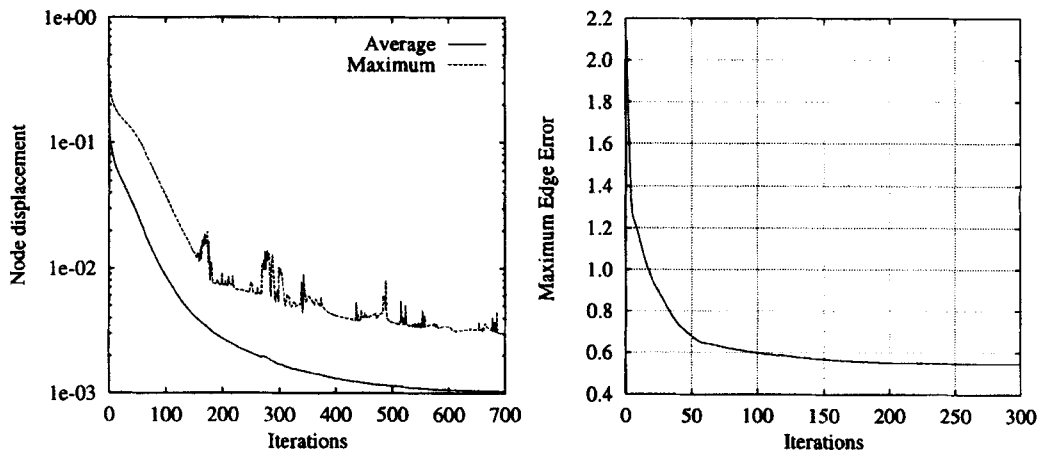 1e+00
1e-01
1e-02
1e-03
Node displacement
Average
Maximum
0 100 200 300 400 500 600 700
Iterations
2.2
2.0
1.8
1.6
1.4
1.2
1.0
0.8
0.6
0.4
Maximum Edge Error
0 50 100 150 200 250 300
Iterations